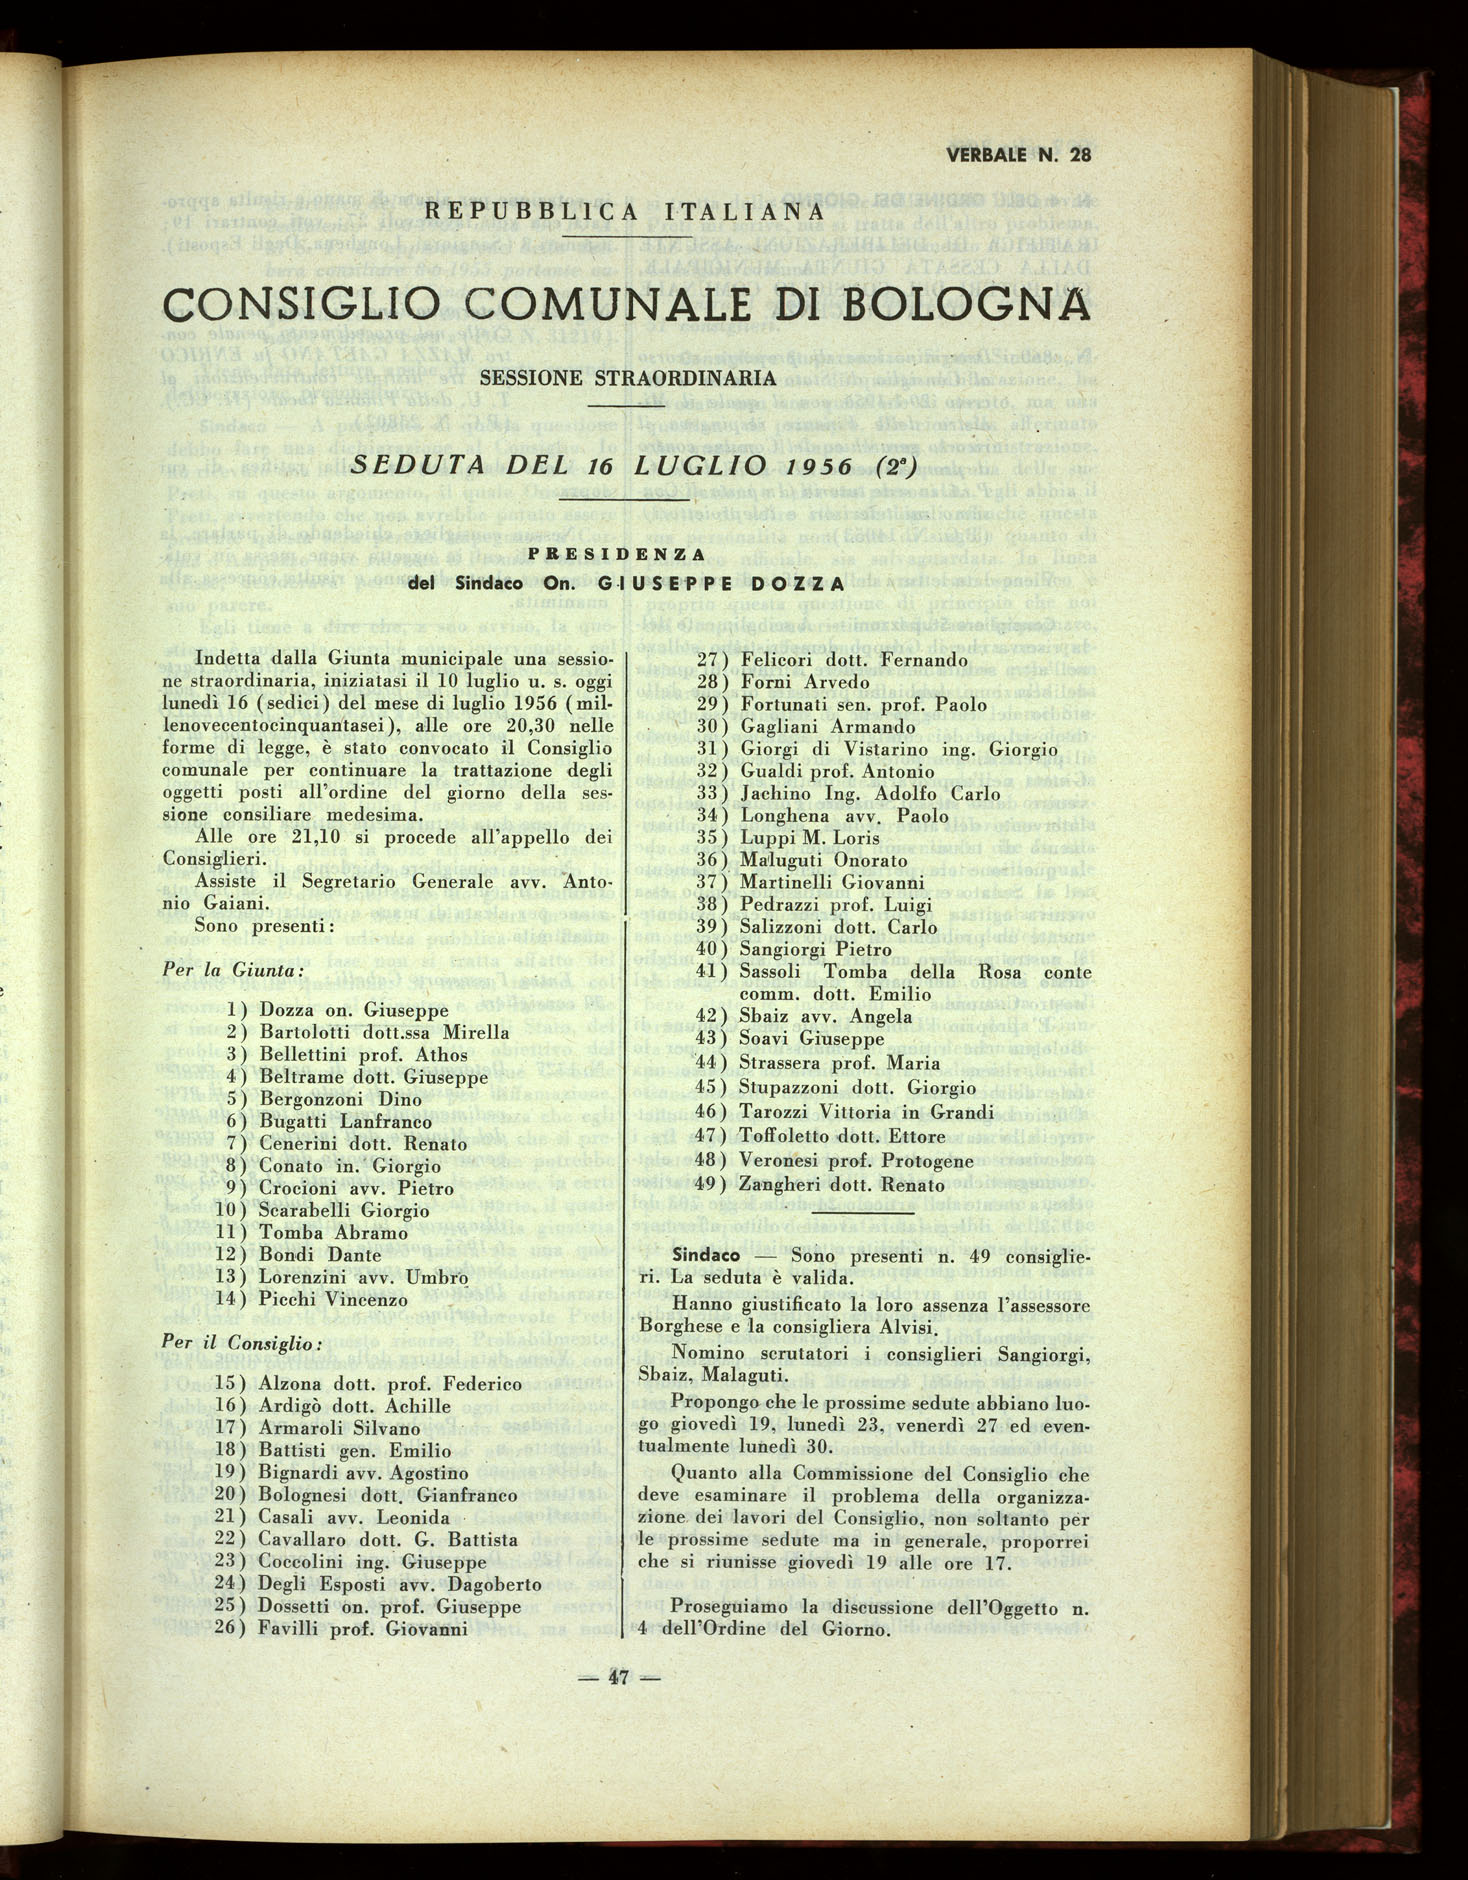 VERBALE N. 28
REPUBBLICA ITALIANA
CONSIGLIO COMUNALE DI BOLOGNA
SESSIONE STRAORDINARIA
SEDUTA DEL 16 LUGLIO 1956 (2ª)
PRESIDENZA
del Sindaco On. GIUSEPPE DOZZA
Indetta dalla Giunta municipale una sessio-
ne straordinaria, iniziatasi il 10 luglio u. s. oggi
lunedì 16 (sedici) del mese di luglio 1956 (mil-
lenovecentocinquantasei), alle ore 20,30 nelle
forme di legge, è stato convocato il Consiglio
comunale per continuare la trattazione degli
oggetti posti all'ordine del giorno della ses-
sione consiliare medesima.
Alle ore 21,10 si procede all'appello dei
Consiglieri.
Assiste il Segretario Generale avv. Anto-
nio Gaiani.
Sono presenti:
Per la Giunta:
1) Dozza on. Giuseppe
2) Bartolotti dott.ssa Mirella
3) Bellettini prof. Athos
4) Beltrame dott. Giuseppe
5) Bergonzoni Dino
6) Bugatti Lanfranco
7) Cenerini dott. Renato
8) Conato in. Giorgio
9) Crocioni avv. Pietro
10) Scarabelli Giorgio
11) Tomba Abramo
12) Bondi Dante
13) Lorenzini avv. Umbro
14) Picchi Vincenzo
Per il Consiglio:
15) Alzona dott. prof. Federico
16) Ardigò dott. Achille
17) Armaroli Silvano
18) Battisti gen. Emilio
19) Bignardi avv. Agostino
20) Bolognesi dott. Gianfranco
21) Casali avv. Leonida
22) Cavallaro dott. G. Battista
23) Coccolini ing. Giuseppe
24) Degli Esposti avv. Dagoberto
25) Dossetti on. prof. Giuseppe
26) Favilli prof. Giovanni
27) Felicori dott. Fernando
28) Forni Arvedo
29) Fortunati sen. prof. Paolo
30) Gagliani Armando
31) Giorgi di Vistarino ing. Giorgio
32) Gualdi prof. Antonio
33) Jachino Ing. Adolfo Carlo
34) Longhena avv. Paolo
35) Luppi M. Loris
36) Maluguti Onorato
37) Martinelli Giovanni
38) Pedrazzi prof. Luigi
39) Salizzoni dott. Carlo
40) Sangiorgi Pietro
41) Sassoli Tomba della Rosa conte
comm. dott. Emilio
42) Sbaiz avv. Angela
43) Soavi Giuseppe
44) Strassera prof. Maria
45) Stupazzoni dott. Giorgio
46) Tarozzi Vittoria in Grandi
47) Toffoletto dott. Ettore
48) Veronesi prof. Protogene
49) Zangheri dott. Renato
Sindaco — Sono presenti n. 49 consiglie-
ri. La seduta è valida.
Hanno giustificato la loro assenza l'assessore
Borghese e la consigliera Alvisi.
Nomino scrutatori i consiglieri Sangiorgi,
Sbaiz, Malaguti.
Propongo che le prossime sedute abbiano luo-
go giovedì 19, lunedì 23, venerdì 27 ed even-
tualmente lunedì 30.
Quanto alla Commissione del Consiglio che
deve esaminare il problema della organizza-
zione dei lavori del Consiglio, non soltanto per
le prossime sedute ma in generale, proporrei
che si riunisse giovedì 19 alle ore 17.
Proseguiamo la discussione dell'Oggetto n.
4 dell'Ordine del Giorno.
— 47 —